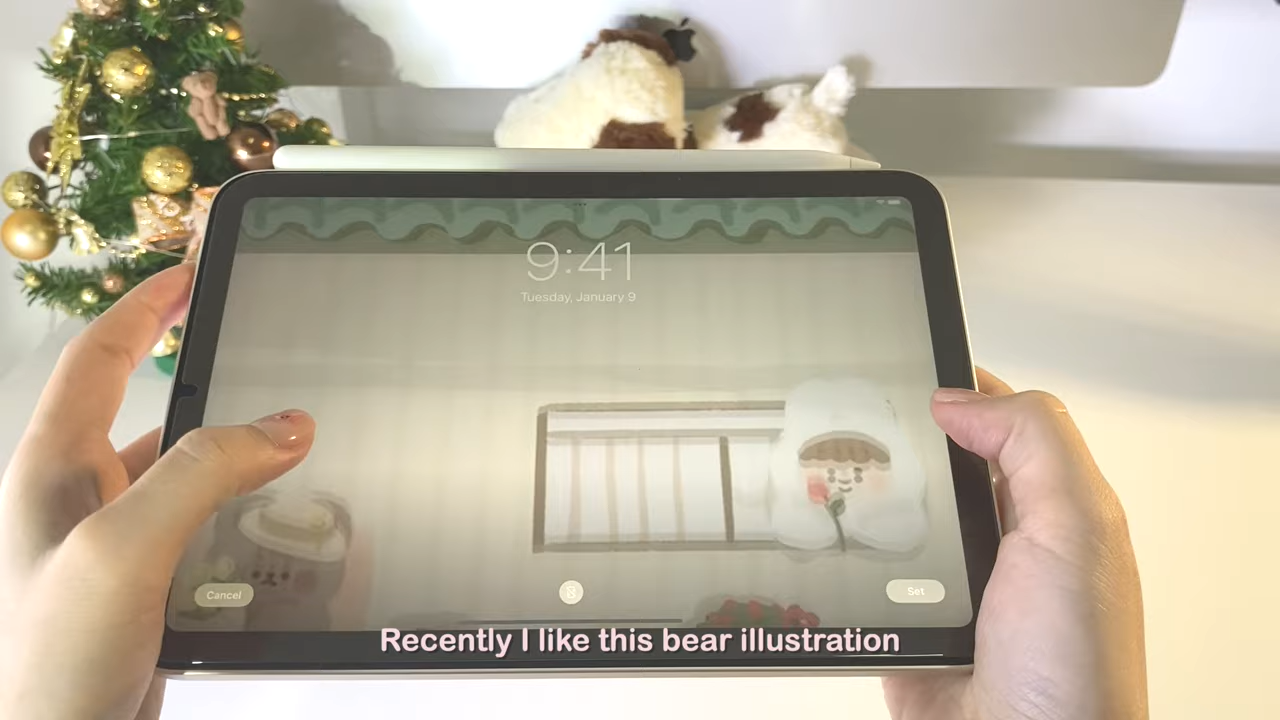 9:41
Tuesday, January 9
Cancel
Set
Recently I like this bear illustration